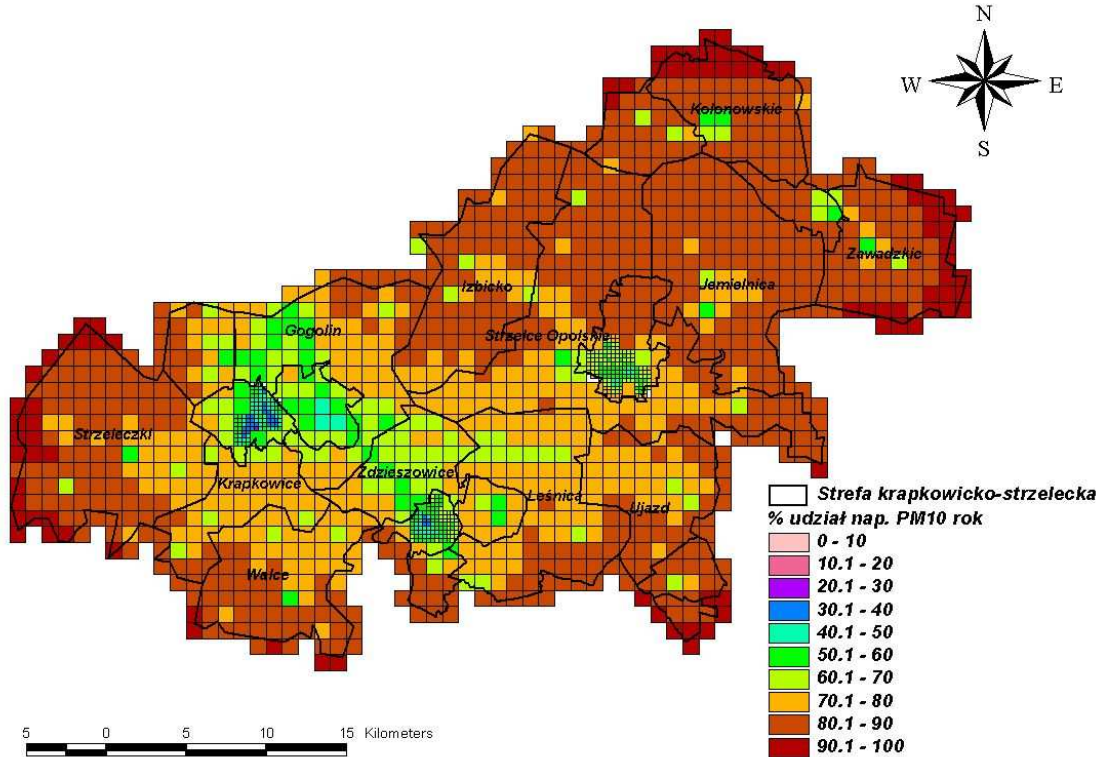 N
W E
S
Kolonowskie
Zawadzkie
Izbicko
Jemielnica
Gogolin
Strzelce Opolskie
Strzeleczki
Zdzieszowice
Krapkowice
Leśnica
Ujazd
Walce
Strefa krapkowicko-strzelecka
% udział nap. PM10 rok
0 - 10
10.1 - 20
20.1 - 30
30.1 - 40
40.1 - 50
50.1 - 60
60.1 - 70
70.1 - 80
80.1 - 90
90.1 - 100
5 0 5 10 15 Kilometers